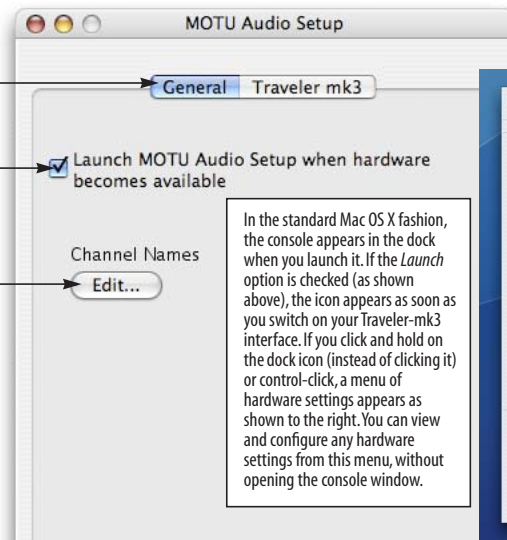 MOTU Audio Setup
General Traveler mk3
Launch MOTU Audio Setup when hardware
becomes available
Channel Names
Edit...
In the standard Mac OS X fashion,
the console appears in the dock
when you launch it. If the Launch
option is checked (as shown
above), the icon appears as soon as
you switch on your Traveler-mk3
interface. If you click and hold on
the dock icon (instead of clicking it)
or control-click, a menu of
hardware settings appears as
shown to the right. You can view
and configure any hardware
settings from this menu, without
opening the console window.